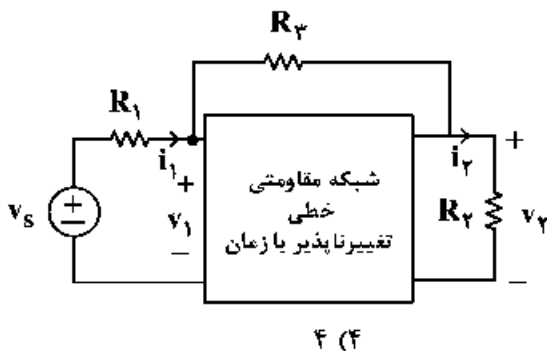 R۳
R۱
i۱
i۲
+
شبکه مقاومتی
خطی
تغییرناپذیر با زمان
+
v۱
−
+
−
vs
R۲
+
v۲
−
۴) ۴